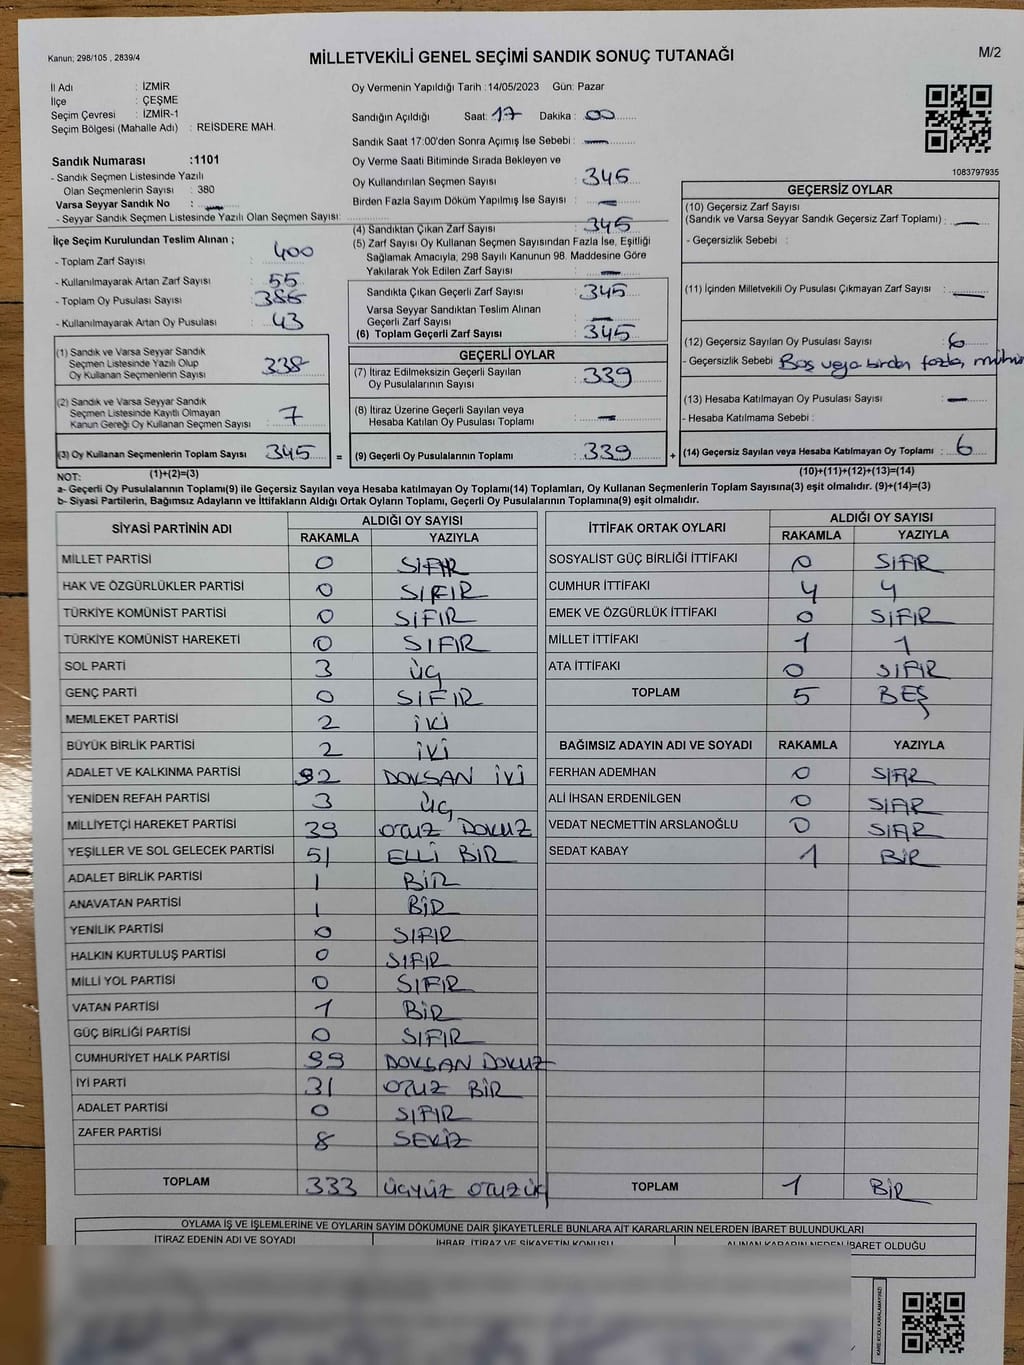 Kanun; 298/105 , 2839/4
MİLLETVEKİLİ GENEL SEÇİMİ SANDIK SONUÇ TUTANAĞI
M/2
İl Adı : İZMİR
İlçe : ÇEŞME
Seçim Çevresi : İZMİR-1
Seçim Bölgesi (Mahalle Adı) : REİSDERE MAH.
Oy Vermenin Yapıldığı Tarih :14/05/2023 Gün: Pazar
Sandığın Açıldığı Saat: 17 Dakika : 00
Sandık Saat 17:00'den Sonra Açımış İse Sebebi : —
Oy Verme Saati Bitiminde Sırada Bekleyen ve
Oy Kullandırılan Seçmen Sayısı : 345
Birden Fazla Sayım Döküm Yapılmış İse Sayısı : —
1083797935
Sandık Numarası :1101
- Sandık Seçmen Listesinde Yazılı
Olan Seçmenlerin Sayısı : 380
Varsa Seyyar Sandık No : —
- Seyyar Sandık Seçmen Listesinde Yazılı Olan Seçmen Sayısı:
İlçe Seçim Kurulundan Teslim Alınan ;
- Toplam Zarf Sayısı : 400
- Kullanılmayarak Artan Zarf Sayısı : 55
- Toplam Oy Pusulası Sayısı : 386
- Kullanılmayarak Artan Oy Pusulası : 43
(1) Sandık ve Varsa Seyyar Sandık
Seçmen Listesinde Yazılı Olup
Oy Kullanan Seçmenlerin Sayısı : 338
(2) Sandık ve Varsa Seyyar Sandık
Seçmen Listesinde Kayıtlı Olmayan
Kanun Gereği Oy Kullanan Seçmen Sayısı : 7
(3) Oy Kullanan Seçmenlerin Toplam Sayısı : 345 =
(4) Sandıktan Çıkan Zarf Sayısı : 345
(5) Zarf Sayısı Oy Kullanan Seçmen Sayısından Fazla İse, Eşitliği
Sağlamak Amacıyla, 298 Sayılı Kanunun 98. Maddesine Göre
Yakılarak Yok Edilen Zarf Sayısı : —
Sandıkta Çıkan Geçerli Zarf Sayısı : 345
Varsa Seyyar Sandıktan Teslim Alınan
Geçerli Zarf Sayısı : —
(6) Toplam Geçerli Zarf Sayısı : 345
GEÇERLİ OYLAR
(7) İtiraz Edilmeksizin Geçerli Sayılan
Oy Pusulalarının Sayısı : 339
(8) İtiraz Üzerine Geçerli Sayılan veya
Hesaba Katılan Oy Pusulası Toplamı : —
(9) Geçerli Oy Pusulalarının Toplamı : 339 +
GEÇERSİZ OYLAR
(10) Geçersiz Zarf Sayısı
(Sandık ve Varsa Seyyar Sandık Geçersiz Zarf Toplamı) : —
- Geçersizlik Sebebi :
(11) İçinden Milletvekili Oy Pusulası Çıkmayan Zarf Sayısı : —
(12) Geçersiz Sayılan Oy Pusulası Sayısı : 6
- Geçersizlik Sebebi : Boş veya birden fazla mühür
(13) Hesaba Katılmayan Oy Pusulası Sayısı : —
- Hesaba Katılmama Sebebi :
(14) Geçersiz Sayılan veya Hesaba Katılmayan Oy Toplamı : 6
NOT: (1)+(2)=(3)
(10)+(11)+(12)+(13)=(14)
a- Geçerli Oy Pusulalarının Toplamı(9) ile Geçersiz Sayılan veya Hesaba katılmayan Oy Toplamı(14) Toplamları, Oy Kullanan Seçmenlerin Toplam Sayısına(3) eşit olmalıdır. (9)+(14)=(3)
b- Siyasi Partilerin, Bağımsız Adayların ve İttifakların Aldığı Ortak Oyların Toplamı, Geçerli Oy Pusulalarının Toplamına(9) eşit olmalıdır.
SİYASİ PARTİNİN ADI ALDIĞI OY SAYISI
RAKAMLA YAZIYLA
MİLLET PARTİSİ 0 SIFIR
HAK VE ÖZGÜRLÜKLER PARTİSİ 0 SIFIR
TÜRKİYE KOMÜNİST PARTİSİ 0 SIFIR
TÜRKİYE KOMÜNİST HAREKETİ 0 SIFIR
SOL PARTİ 3 ÜÇ
GENÇ PARTİ 0 SIFIR
MEMLEKET PARTİSİ 2 İKİ
BÜYÜK BİRLİK PARTİSİ 2 İKİ
ADALET VE KALKINMA PARTİSİ 92 DOKSAN İKİ
YENİDEN REFAH PARTİSİ 3 ÜÇ
MİLLİYETÇİ HAREKET PARTİSİ 39 OTUZ DOKUZ
YEŞİLLER VE SOL GELECEK PARTİSİ 51 ELLİ BİR
ADALET BİRLİK PARTİSİ 1 BİR
ANAVATAN PARTİSİ 1 BİR
YENİLİK PARTİSİ 0 SIFIR
HALKIN KURTULUŞ PARTİSİ 0 SIFIR
MİLLİ YOL PARTİSİ 0 SIFIR
VATAN PARTİSİ 1 BİR
GÜÇ BİRLİĞİ PARTİSİ 0 SIFIR
CUMHURİYET HALK PARTİSİ 99 DOKSAN DOKUZ
İYİ PARTİ 31 OTUZ BİR
ADALET PARTİSİ 0 SIFIR
ZAFER PARTİSİ 8 SEKİZ
TOPLAM 333 ÜÇYÜZ OTUZ ÜÇ
İTTİFAK ORTAK OYLARI ALDIĞI OY SAYISI
RAKAMLA YAZIYLA
SOSYALİST GÜÇ BİRLİĞİ İTTİFAKI 0 SIFIR
CUMHUR İTTİFAKI 4 4
EMEK VE ÖZGÜRLÜK İTTİFAKI 0 SIFIR
MİLLET İTTİFAKI 1 1
ATA İTTİFAKI 0 SIFIR
TOPLAM 5 BEŞ
BAĞIMSIZ ADAYIN ADI VE SOYADI RAKAMLA YAZIYLA
FERHAN ADEMHAN 0 SIFIR
ALİ İHSAN ERDENİLGEN 0 SIFIR
VEDAT NECMETTİN ARSLANOĞLU 0 SIFIR
SEDAT KABAY 1 BİR
TOPLAM 1 BİR
OYLAMA İŞ VE İŞLEMLERİNE VE OYLARIN SAYIM DÖKÜMÜNE DAİR ŞİKAYETLERLE BUNLARA AİT KARARLARIN NELERDEN İBARET BULUNDUKLARI
İTİRAZ EDENİN ADI VE SOYADI İHBAR, İTİRAZ VE ŞİKAYETİN KONUSU ALINAN KARARIN NEDEN İBARET OLDUĞU
KARE KODU KARALAMAYINIZ!